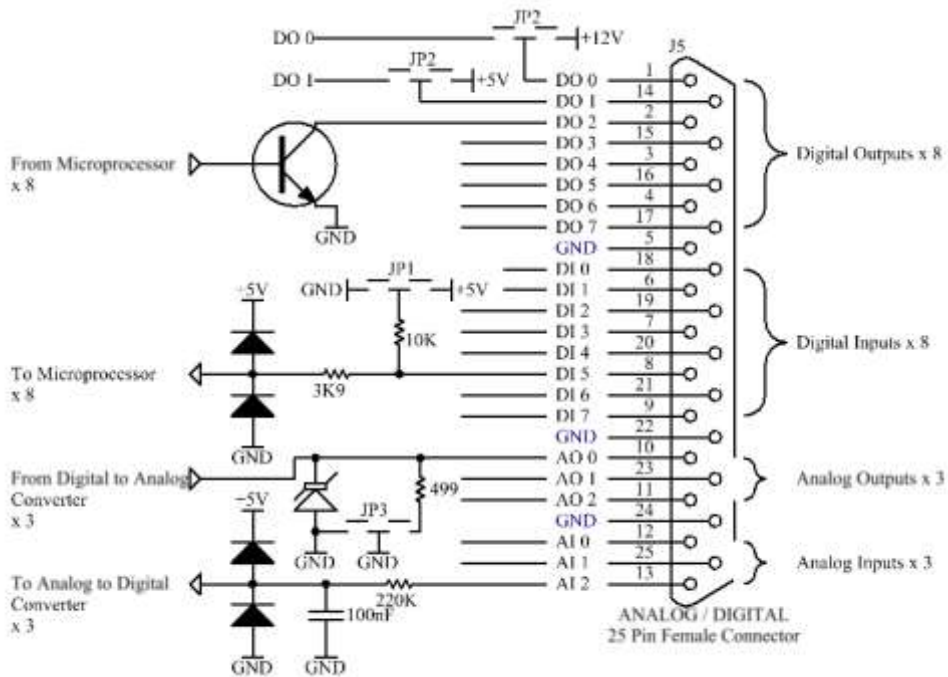 JP2
DO 0
+12V
J5
JP2
DO 1
+5V
DO 0 1
DO 1 14
DO 2 2
DO 3 15
From Microprocessor
x 8
DO 4 3
DO 5 16
DO 6 4
DO 7 17
Digital Outputs x 8
GND
GND 5
DI 0 18
JP1
GND
+5V
DI 1 6
+5V
DI 2 19
10K
DI 3 7
Digital Inputs x 8
DI 4 20
To Microprocessor
x 8
3K9
DI 5 8
DI 6 21
DI 7 9
GND
GND 22
AO 0 10
From Digital to Analog
Converter
x 3
499
AO 1 23
Analog Outputs x 3
AO 2 11
+5V
JP3
GND 24
GND
GND
AI 0 12
AI 1 25
Analog Inputs x 3
To Analog to Digital
Converter
x 3
220K
AI 2 13
100nF
GND
GND
ANALOG / DIGITAL
25 Pin Female Connector